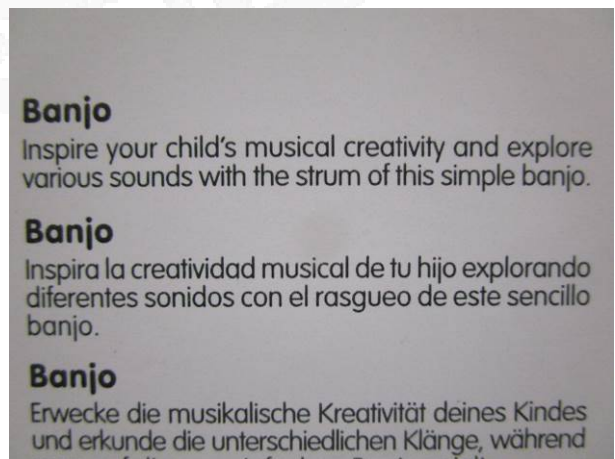 Banjo
Inspire your child's musical creativity and explore
various sounds with the strum of this simple banjo.
Banjo
Inspira la creatividad musical de tu hijo explorando
diferentes sonidos con el rasgueo de este sencillo
banjo.
Banjo
Erwecke die musikalische Kreativität deines Kindes
und erkunde die unterschiedlichen Klänge, während